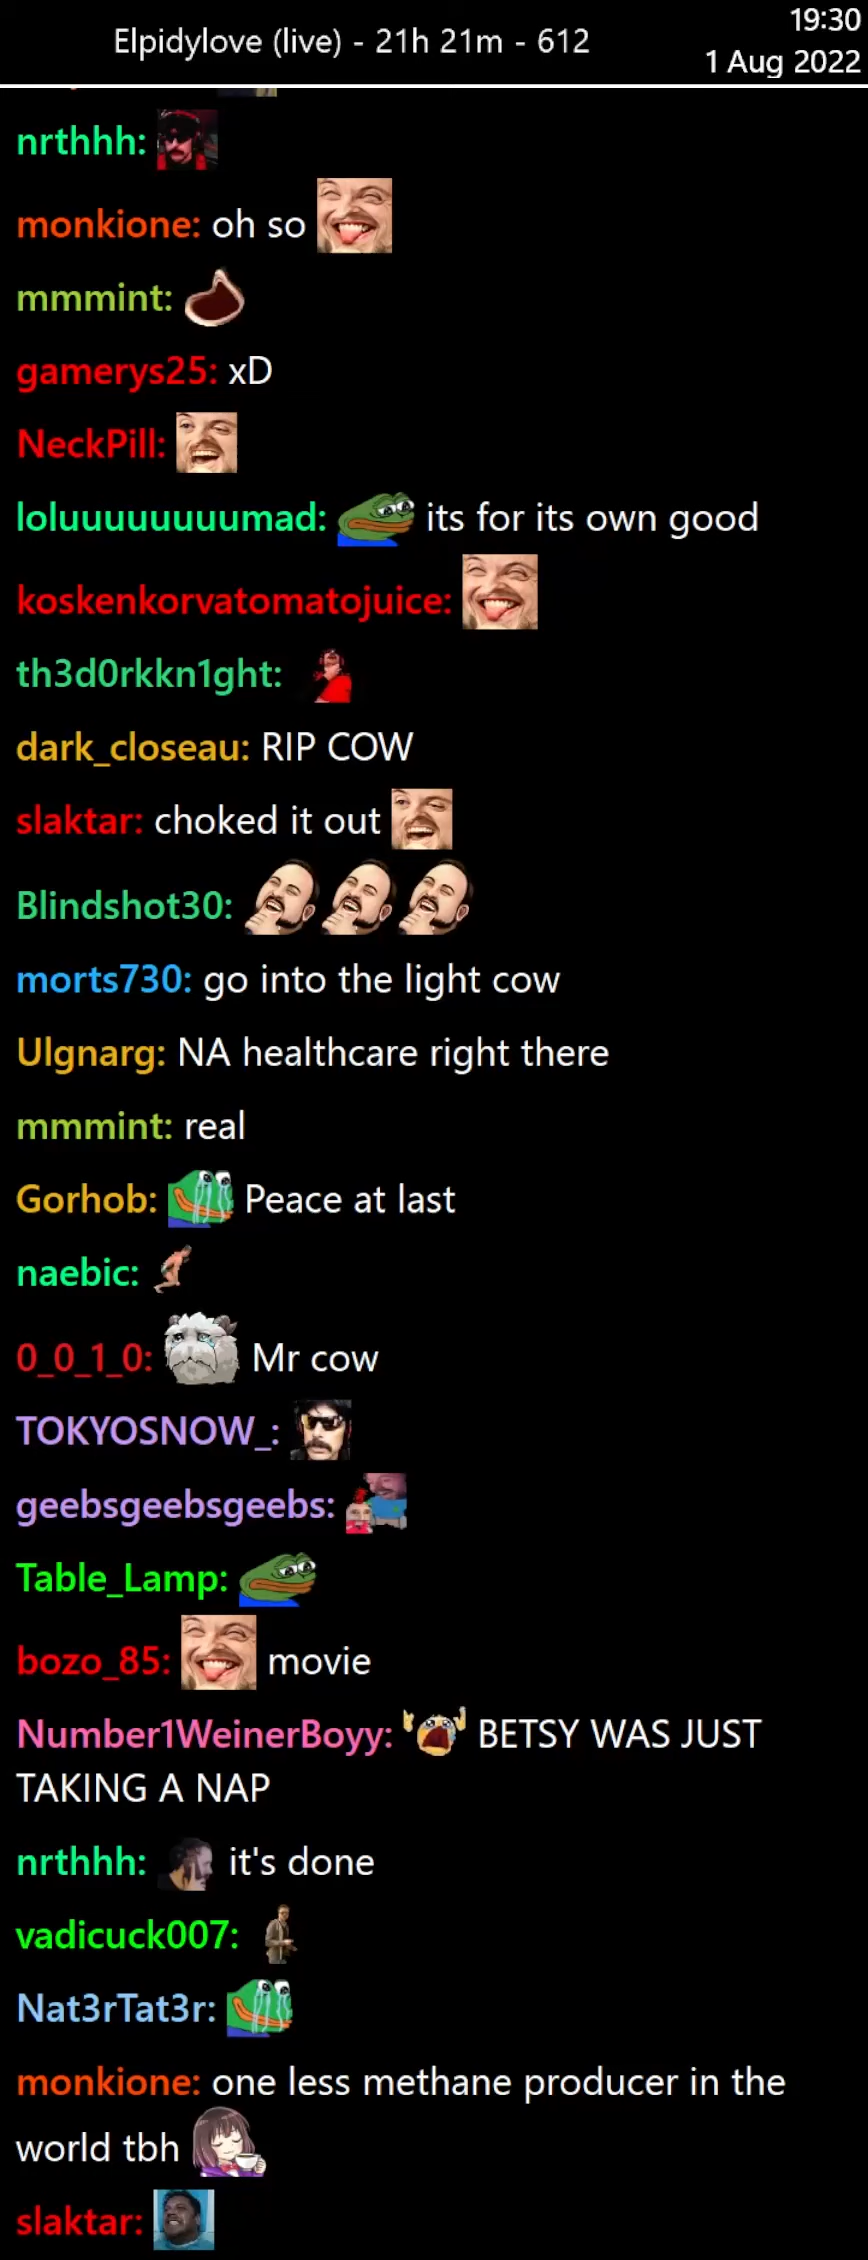 Elpidylove (live) - 21h 21m - 612
19:30
1 Aug 2022
nrthhh:
monkione: oh so
mmmint:
gamerys25: xD
NeckPill:
loluuuuuuuumad: its for its own good
koskenkorvatomatojuice:
th3d0rkkn1ght:
dark_closeau: RIP COW
slaktar: choked it out
Blindshot30:
morts730: go into the light cow
Ulgnarg: NA healthcare right there
mmmint: real
Gorhob: Peace at last
naebic:
0_0_1_0: Mr cow
TOKYOSNOW_:
geebsgeebsgeebs:
Table_Lamp:
bozo_85: movie
Number1WeinerBoyy: BETSY WAS JUST
TAKING A NAP
nrthhh: it's done
vadicuck007:
Nat3rTat3r:
monkione: one less methane producer in the
world tbh
slaktar: